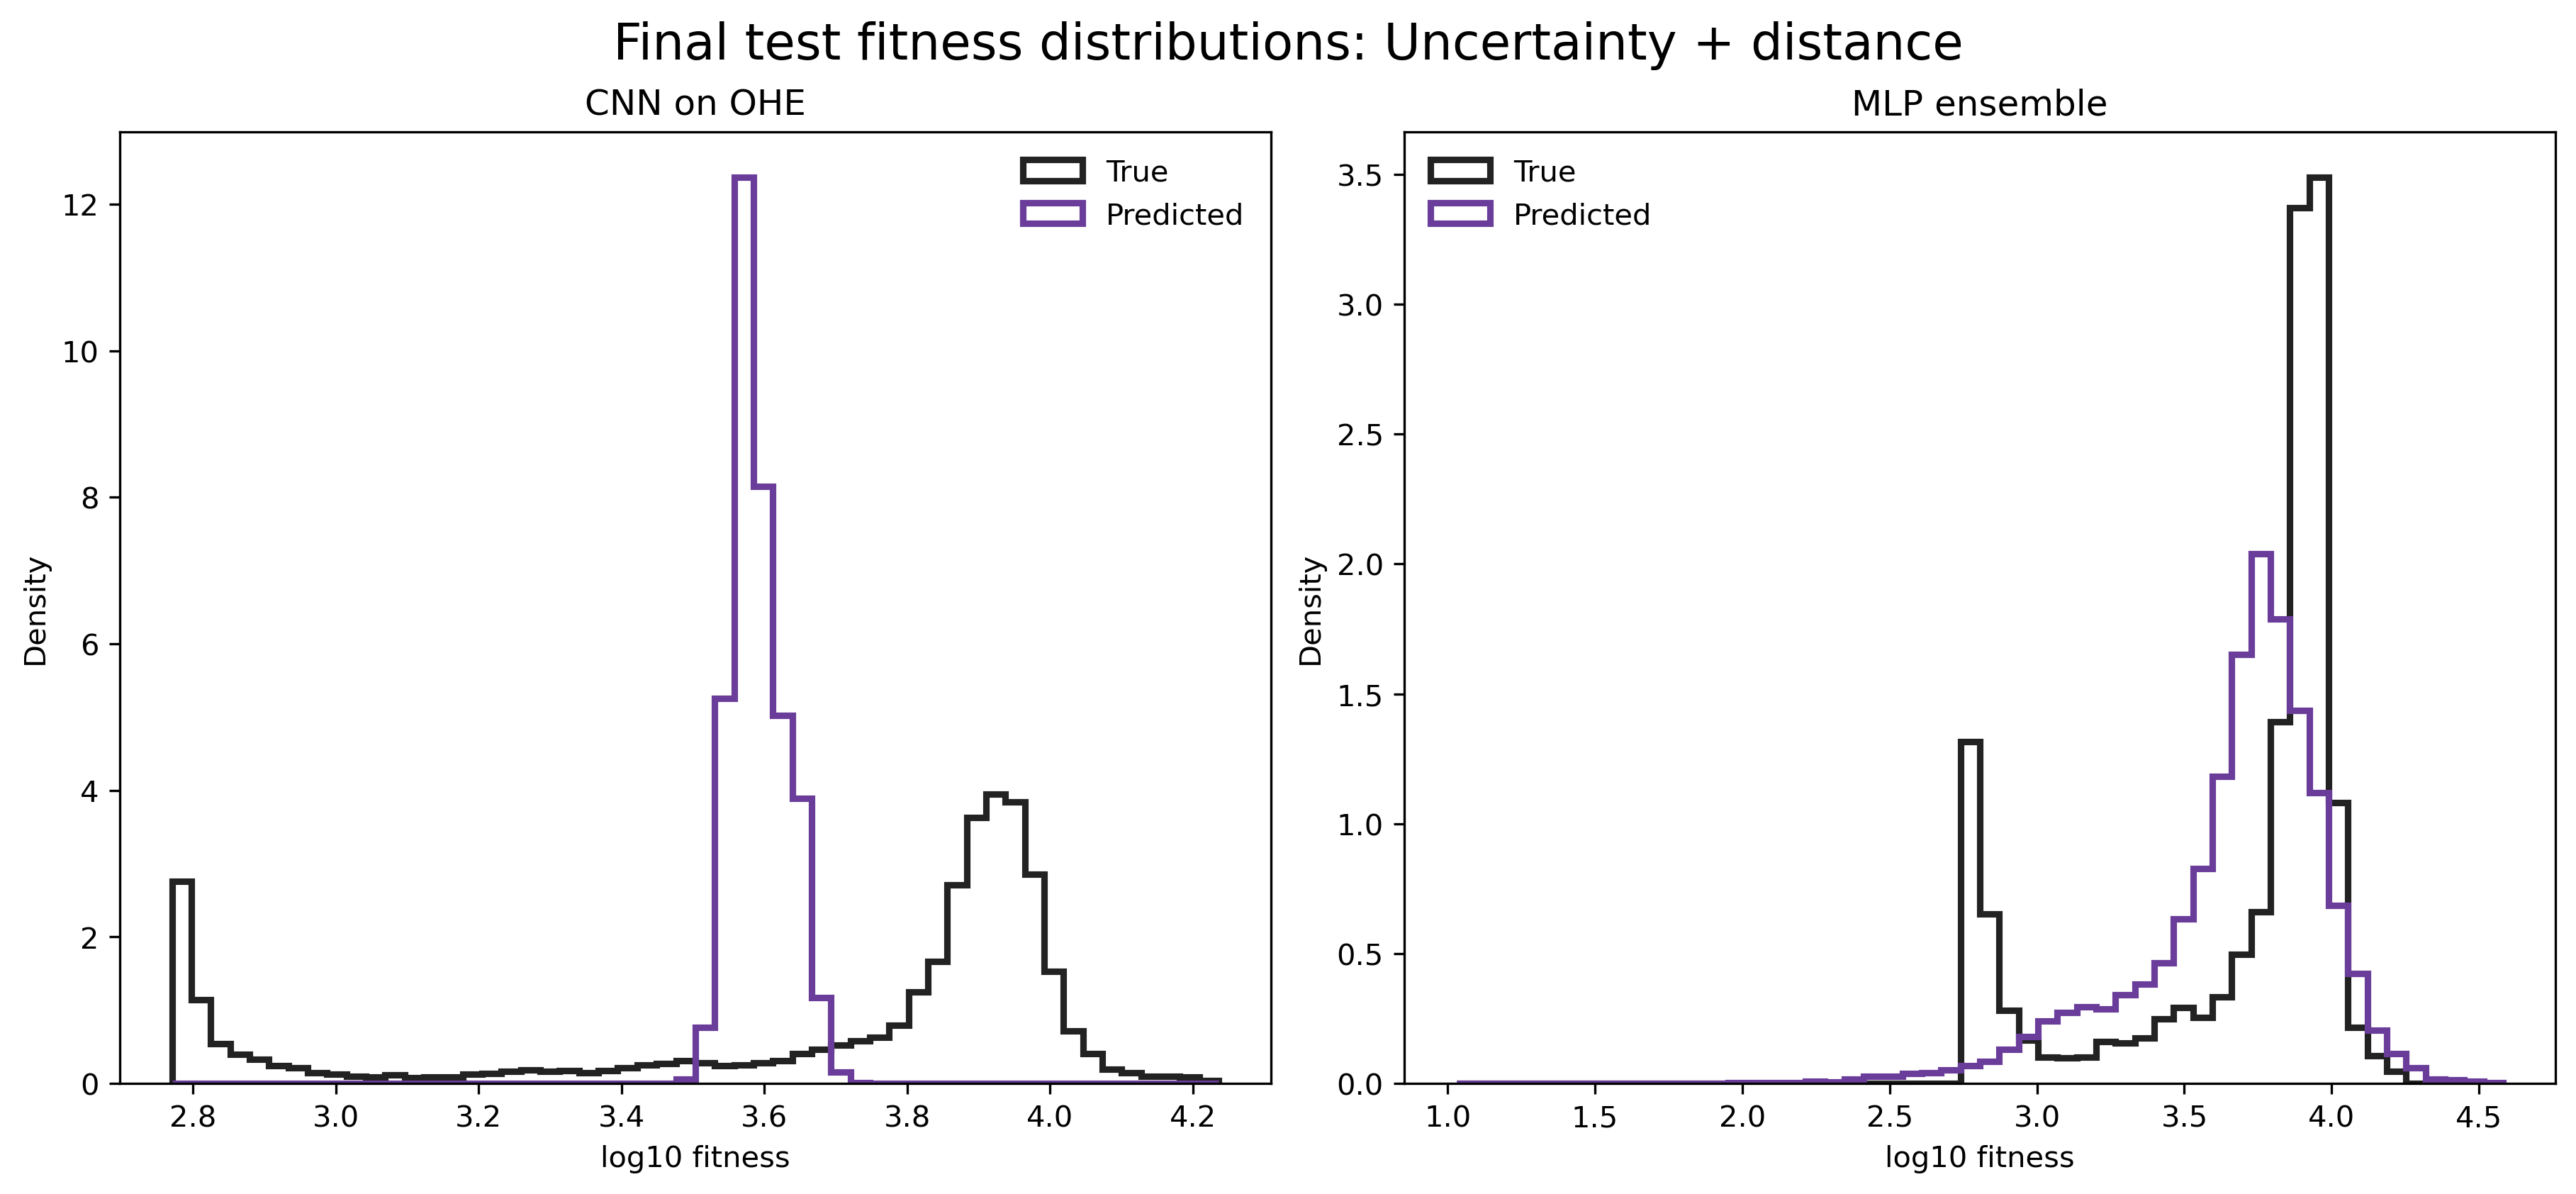 Final test fitness distributions: Uncertainty + distance
CNN on OHE
True
Predicted
12
10
8
6
4
2
0
Density
2.8 3.0 3.2 3.4 3.6 3.8 4.0 4.2
log10 fitness
MLP ensemble
True
Predicted
3.5
3.0
2.5
2.0
1.5
1.0
0.5
0.0
Density
1.0 1.5 2.0 2.5 3.0 3.5 4.0 4.5
log10 fitness